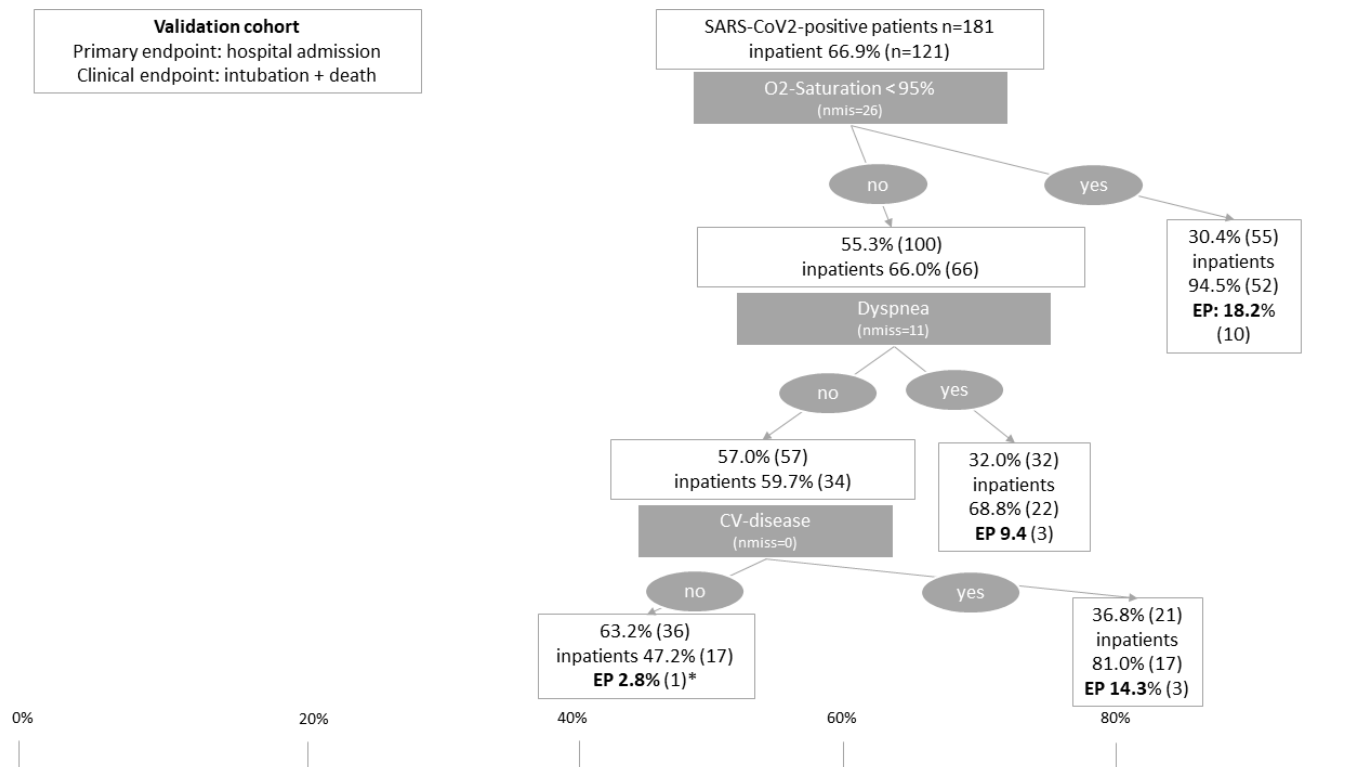 Validation cohort
Primary endpoint: hospital admission
Clinical endpoint: intubation + death
SARS-CoV2-positive patients n=181
inpatient 66.9% (n=121)
O2-Saturation < 95%
(nmis=26)
no
yes
55.3% (100)
inpatients 66.0% (66)
30.4% (55)
inpatients
94.5% (52)
EP: 18.2%
(10)
Dyspnea
(nmiss=11)
no
yes
57.0% (57)
inpatients 59.7% (34)
32.0% (32)
inpatients
68.8% (22)
EP 9.4 (3)
CV-disease
(nmiss=0)
no
yes
63.2% (36)
inpatients 47.2% (17)
EP 2.8% (1)*
36.8% (21)
inpatients
81.0% (17)
EP 14.3% (3)
0%
20%
40%
60%
80%